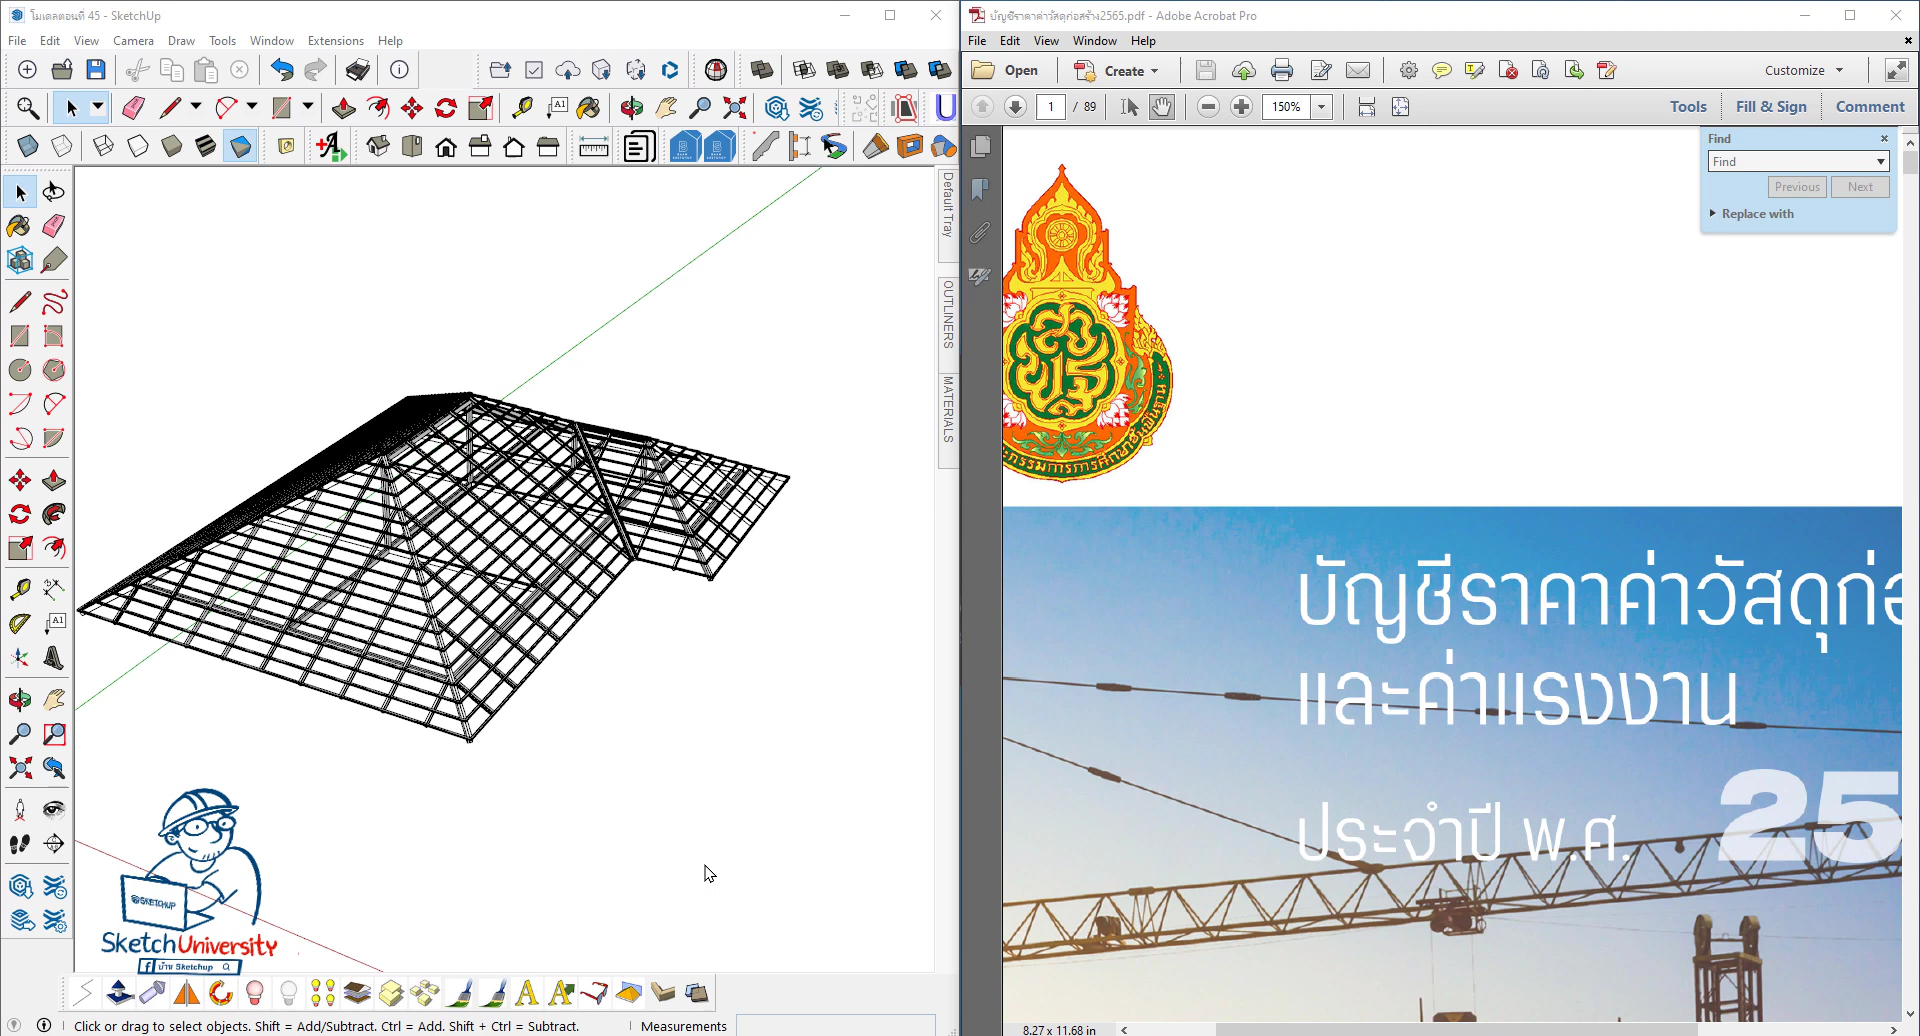 โมเดลตอนที่ 45 - SketchUp
File Edit View Camera Draw Tools Window Extensions Help
A1
Default Tray
OUTLINERS
MATERIALS
A1
SKETCHUP
SketchUniversity
f บ้าน Sketchup
Click or drag to select objects. Shift = Add/Subtract. Ctrl = Add. Shift + Ctrl = Subtract.
Measurements
บัญชีราคาค่าวัสดุก่อสร้าง2565.pdf - Adobe Acrobat Pro
File Edit View Window Help
Open Create Customize
1 / 89 150% Tools Fill & Sign Comment
Find
Find
Previous Next
Replace with
บัญชีราคาค่าวัสดุก่อ
และค่าแรงงาน
ประจำปี พ.ศ. 25
8.27 x 11.68 in